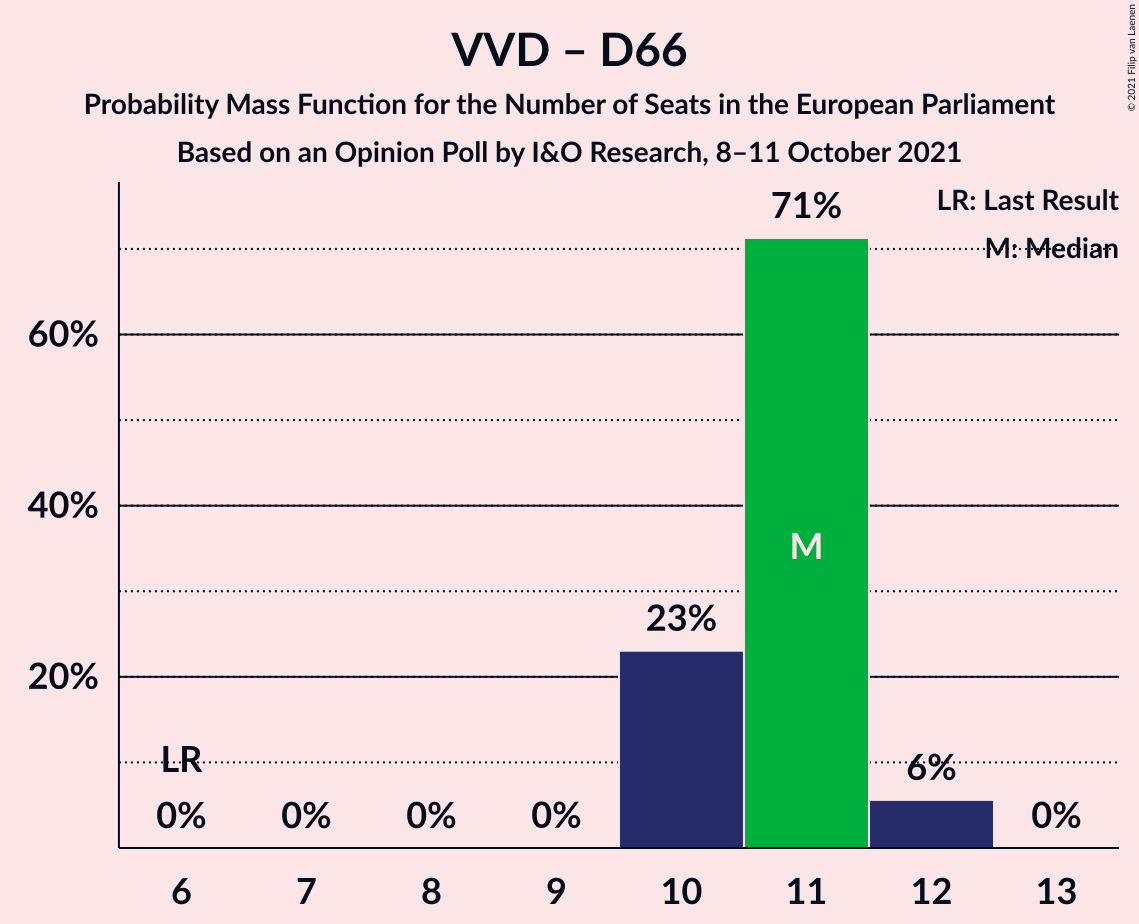 VVD – D66
Probability Mass Function for the Number of Seats in the European Parliament
Based on an Opinion Poll by I&O Research, 8–11 October 2021
© 2021 Filip van Laenen
LR: Last Result
M: Median
71%
60%
40%
20%
M
23%
LR
6%
0% 0% 0% 0% 0%
6 7 8 9 10 11 12 13